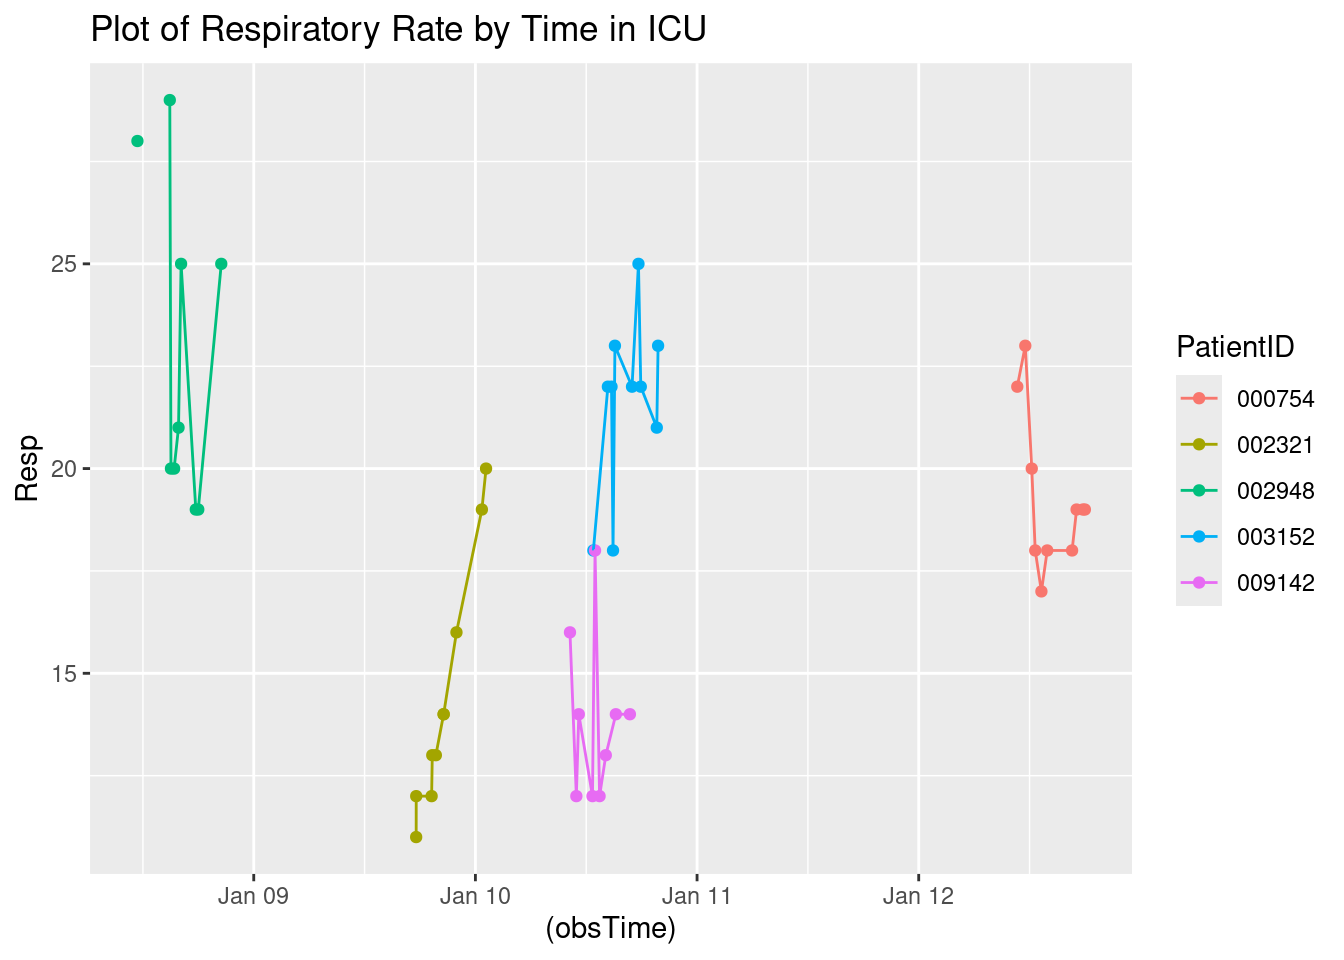 Plot of Respiratory Rate by Time in ICU
25
20
15
Resp
Jan 09
Jan 10
Jan 11
Jan 12
(obsTime)
PatientID
000754
002321
002948
003152
009142